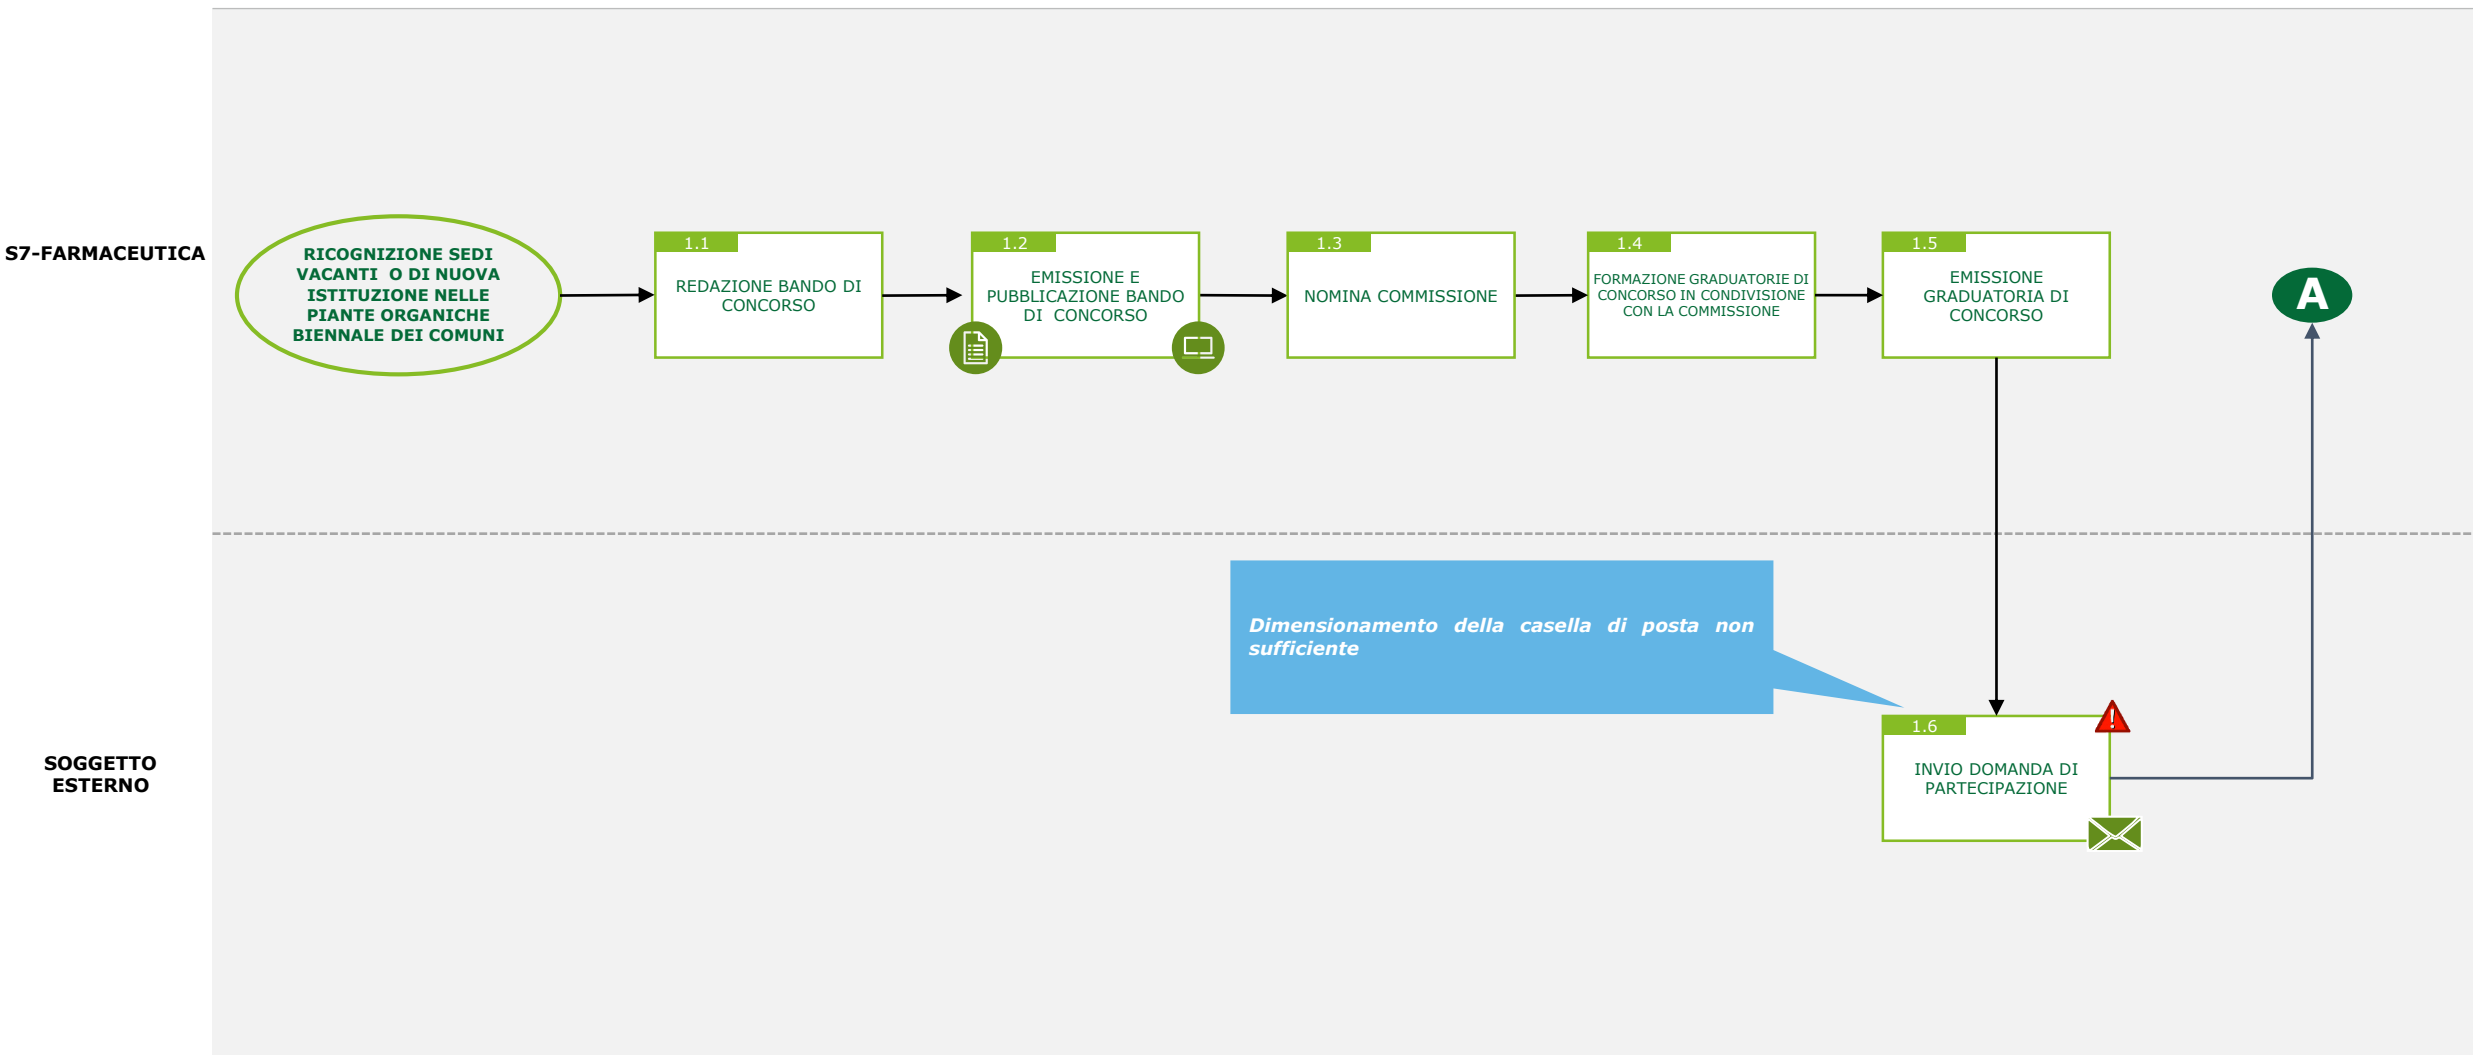 S7-FARMACEUTICA
RICOGNIZIONE SEDI
VACANTI O DI NUOVA
ISTITUZIONE NELLE
PIANTE ORGANICHE
BIENNALE DEI COMUNI
1.1
REDAZIONE BANDO DI
CONCORSO
1.2
EMISSIONE E
PUBBLICAZIONE BANDO
DI CONCORSO
1.3
NOMINA COMMISSIONE
1.4
FORMAZIONE GRADUATORIE DI
CONCORSO IN CONDIVISIONE
CON LA COMMISSIONE
1.5
EMISSIONE
GRADUATORIA DI
CONCORSO
A
SOGGETTO
ESTERNO
Dimensionamento della casella di posta non
sufficiente
1.6
INVIO DOMANDA DI
PARTECIPAZIONE
!